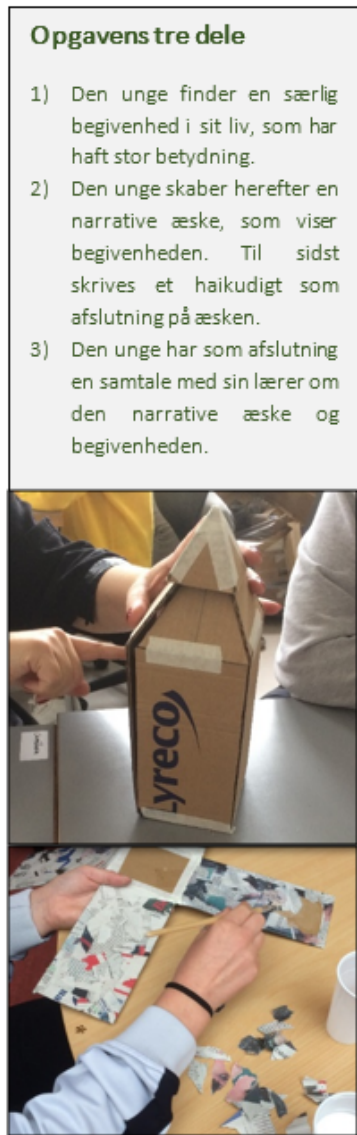 Opgavens tre dele
1) Den unge finder en særlig
begivenhed i sit liv, som har
haft stor betydning.
2) Den unge skaber herefter en
narrative æske, som viser
begivenheden. Til sidst
skrives et haikudigt som
afslutning på æsken.
3) Den unge har som afslutning
en samtale med sin lærer om
den narrative æske og
begivenheden.
Lyreco